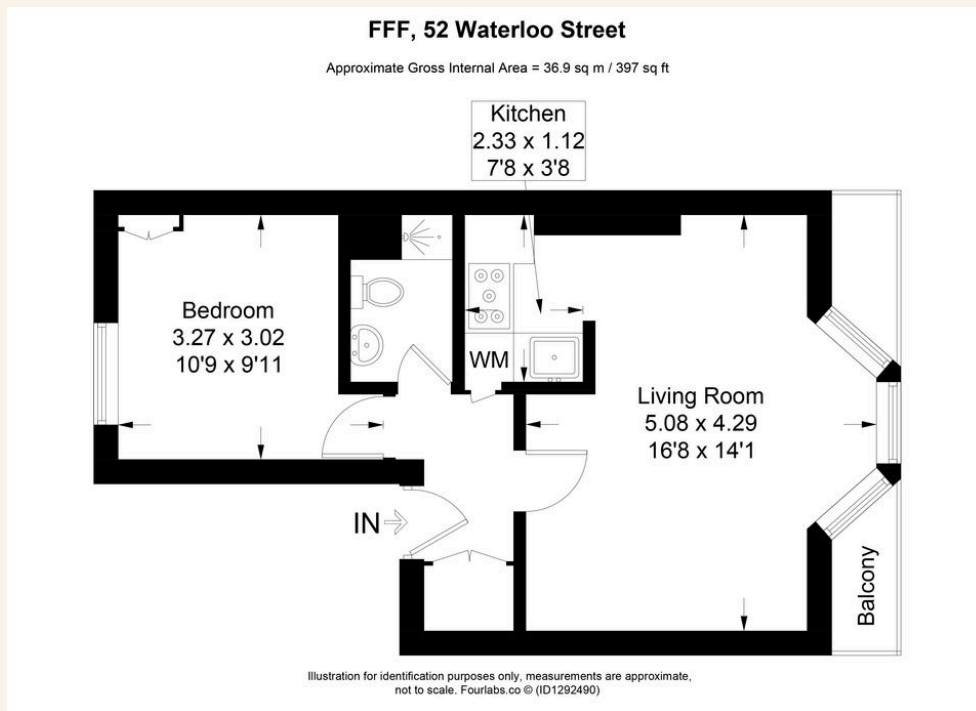 FFF, 52 Waterloo Street
Approximate Gross Internal Area = 36.9 sq m / 397 sq ft
Kitchen
2.33 x 1.12
7'8 x 3'8
Bedroom
3.27 x 3.02
10'9 x 9'11
WM
Living Room
5.08 x 4.29
16'8 x 14'1
IN
Balcony
Illustration for identification purposes only, measurements are approximate,
not to scale. Fourlabs.co © (ID1292490)